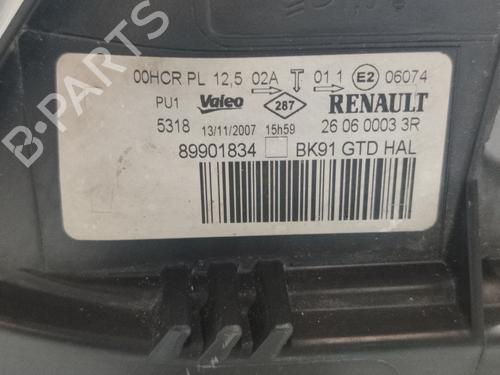 00HCR PL 12,5 02A T 01 1 E2 06074
PU1 Valeo 287 RENAULT
5318 13/11/2007 15h59 26 06 0003 3R
89901834 BK91 GTD HAL
B-PARTS